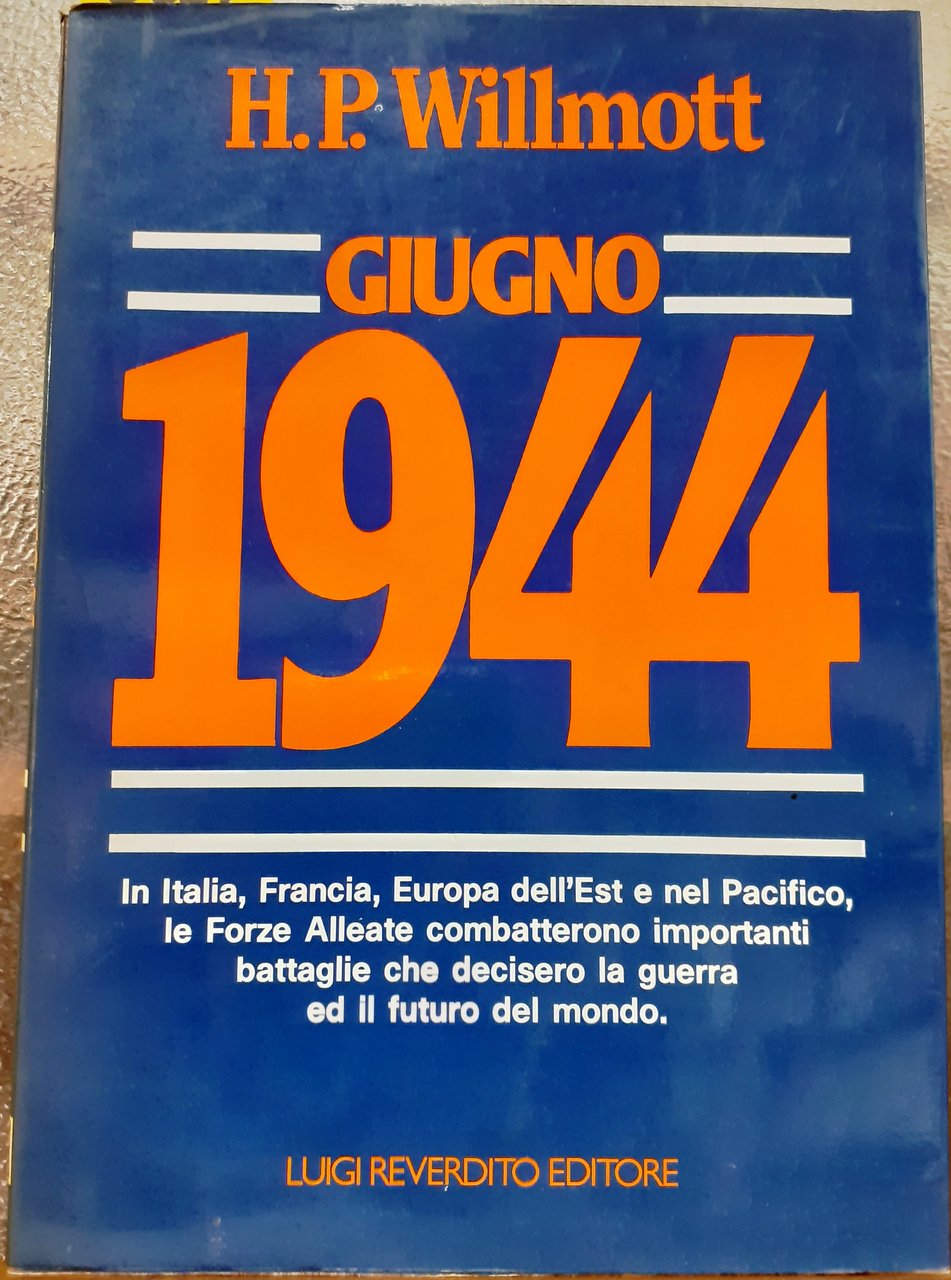 H.P. Willmott
GIUGNO
1944
In Italia, Francia, Europa dell'Est e nel Pacifico,
le Forze Alleate combatterono importanti
battaglie che decisero la guerra
ed il futuro del mondo.
LUIGI REVERDITO EDITORE